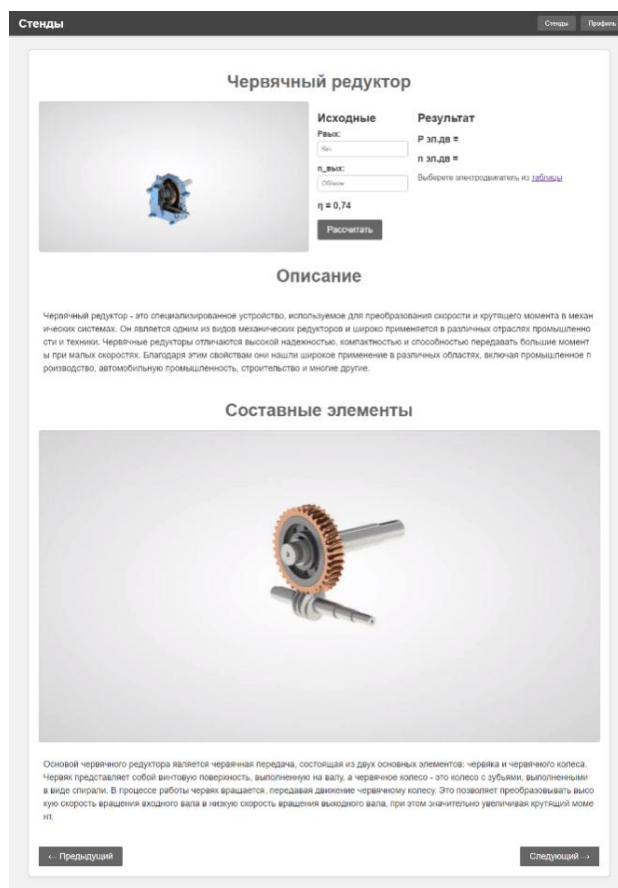 Стенды
Стенды Профиль
Червячный редуктор
Исходные
Результат
Pвых:
Квт
n_вых:
Об/мин
η = 0,74
Рассчитать
P эл.дв =
n эл.дв =
Выберете электродвигатель из таблицы
Описание
Червячный редуктор - это специализированное устройство, используемое для преобразования скорости и крутящего момента в механ
ических системах. Он является одним из видов механических редукторов и широко применяется в различных отраслях промышленно
сти и техники. Червячные редукторы отличаются высокой надежностью, компактностью и способностью передавать большие момент
ы при малых скоростях. Благодаря этим свойствам они нашли широкое применение в различных областях, включая промышленное п
роизводство, автомобильную промышленность, строительство и многие другие.
Составные элементы
Основой червячного редуктора является червячная передача, состоящая из двух основных элементов: червяка и червячного колеса.
Червяк представляет собой винтовую поверхность, выполненную на валу, а червячное колесо - это колесо с зубьями, выполненными
в виде спирали. В процессе работы червяк вращается, передавая движение червячному колесу. Это позволяет преобразовывать высо
кую скорость вращения входного вала в низкую скорость вращения выходного вала, при этом значительно увеличивая крутящий моме
нт.
← Предыдущий
Следующий →